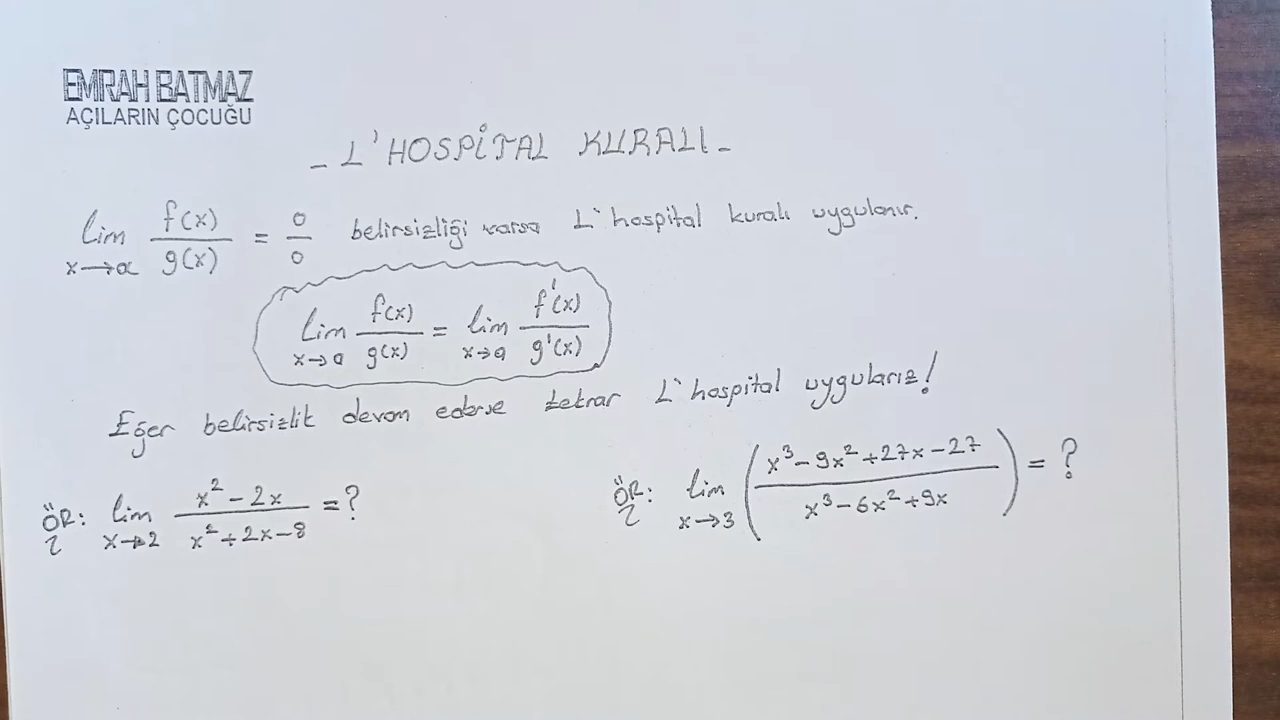 EMRAH BATMAZ
AÇILARIN ÇOCUĞU
- L'HOSPİTAL KURALI -
lim x→a f(x)/g(x) = 0/0 belirsizliği varsa L'hospital kuralı uygulanır.
lim x→a f(x)/g(x) = lim x→a f'(x)/g'(x)
Eğer belirsizlik devam ederse tekrar L'hospital uygularız!
ÖR: lim x→2 x²-2x / x²+2x-8 = ?
ÖR: lim x→3 (x³-9x²+27x-27 / x³-6x²+9x) = ?